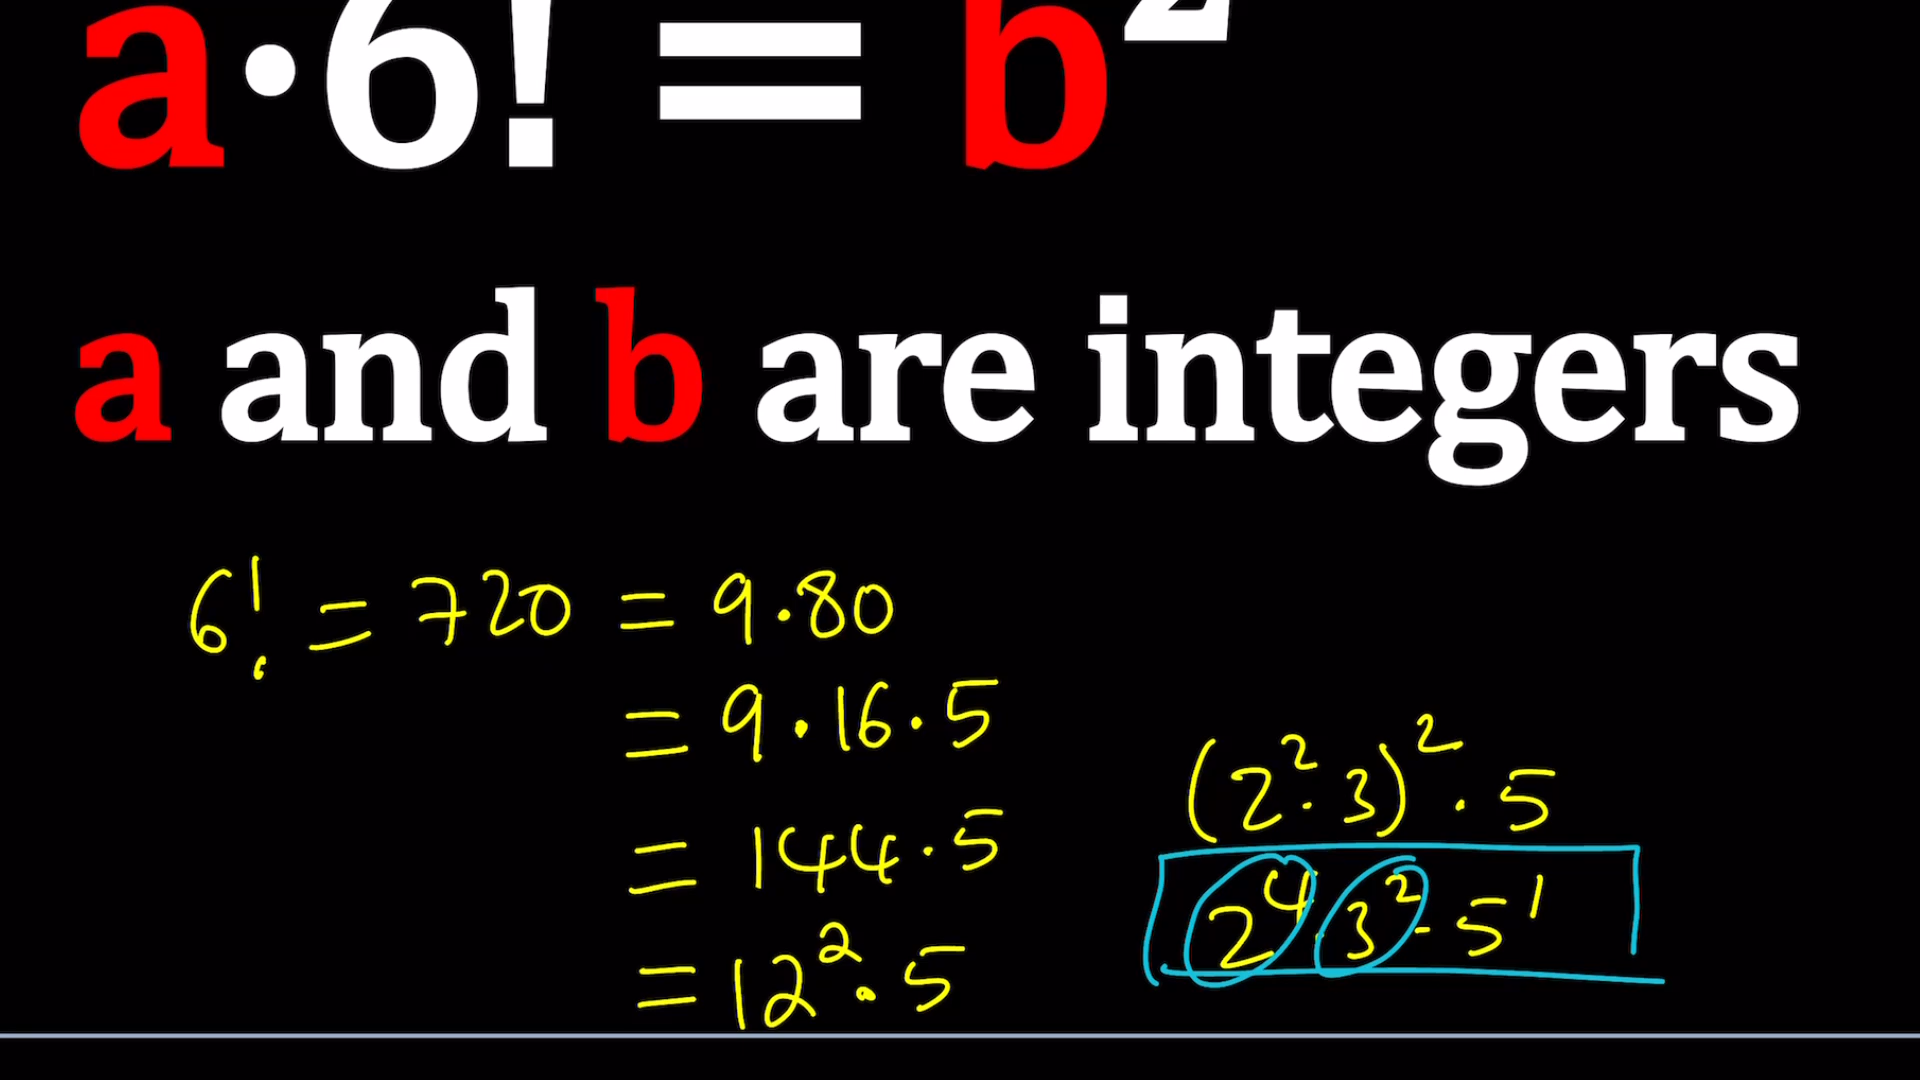 a·6! = b²
a and b are integers
6! = 720 = 9·80
= 9·16·5
= 144·5
= 12²·5
(2²·3)²·5
2⁴·3²·5¹